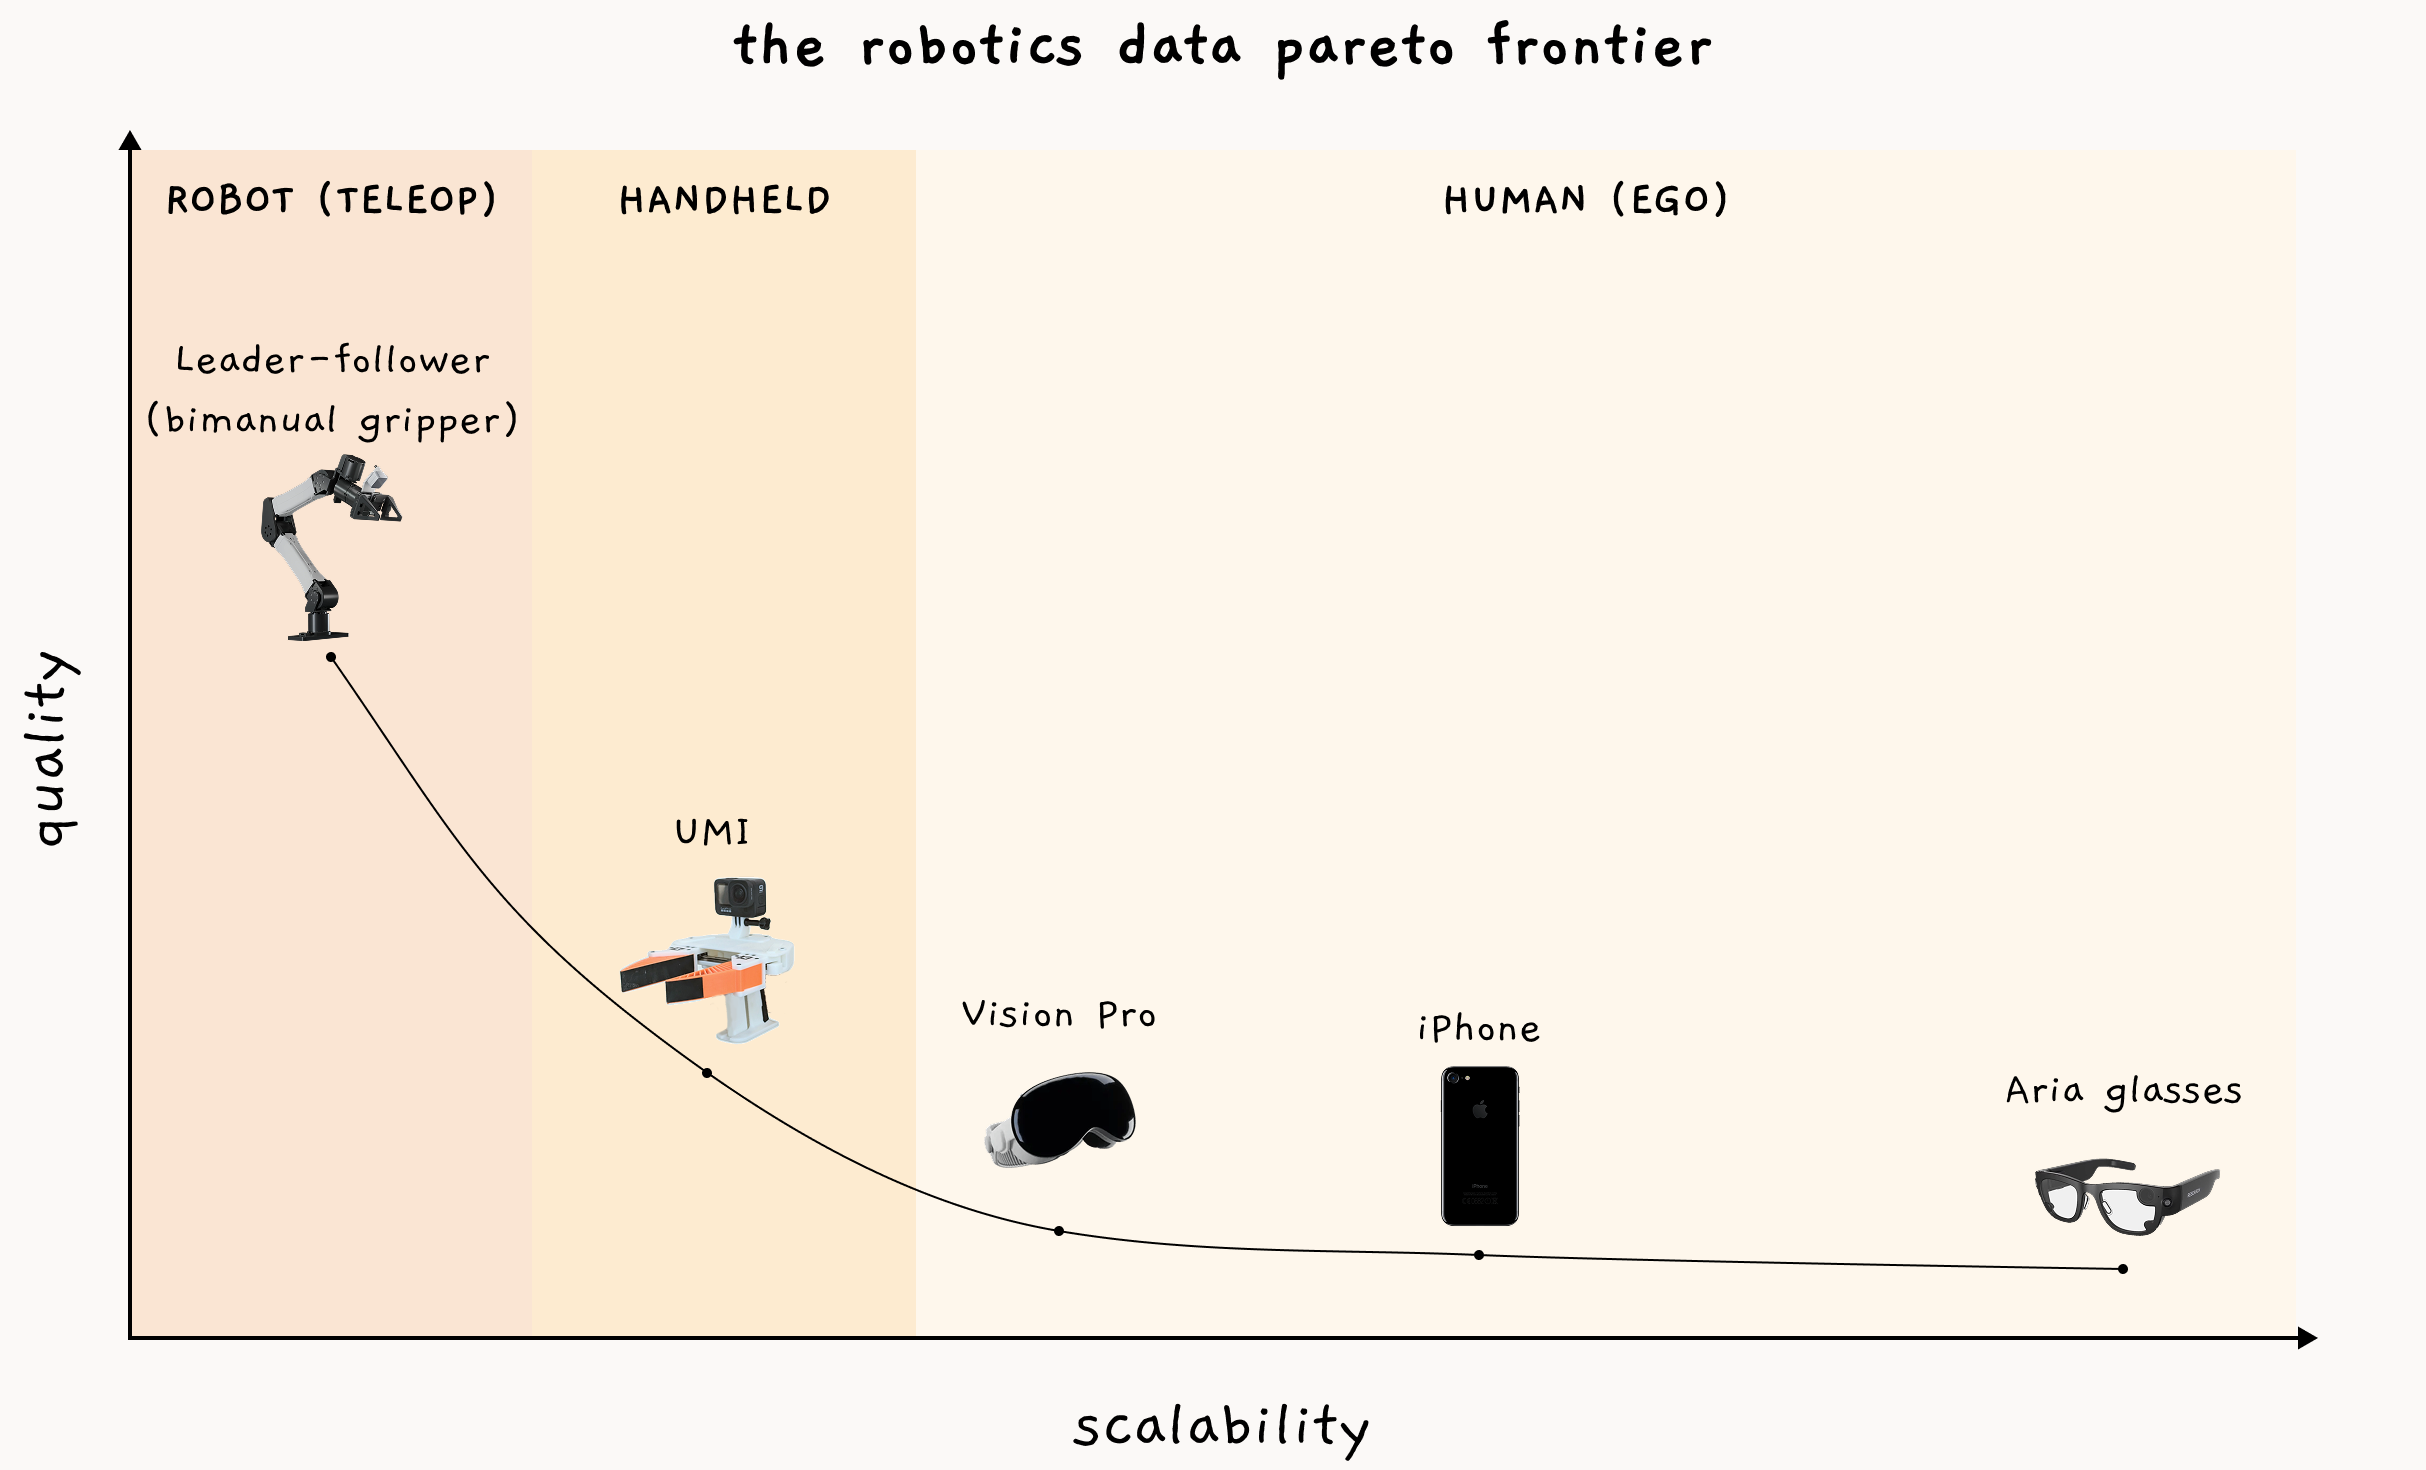 the robotics data pareto frontier
ROBOT (TELEOP)
HANDHELD
HUMAN (EGO)
Leader-follower
(bimanual gripper)
quality
UMI
Vision Pro
iPhone
Aria glasses
iPhone
scalability